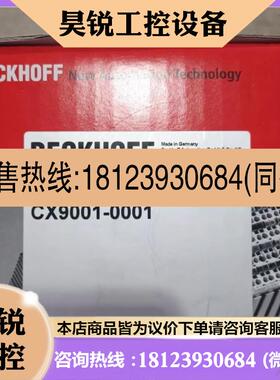 昊锐工控设备
BECKHOFF New Automation Technology
BECKHOFF
Made in Germany
售热线:18123930684(同
CX9001-0001
锐
控
本店商品皆为议价下单请咨询客服
咨询热线:18123930684 (微